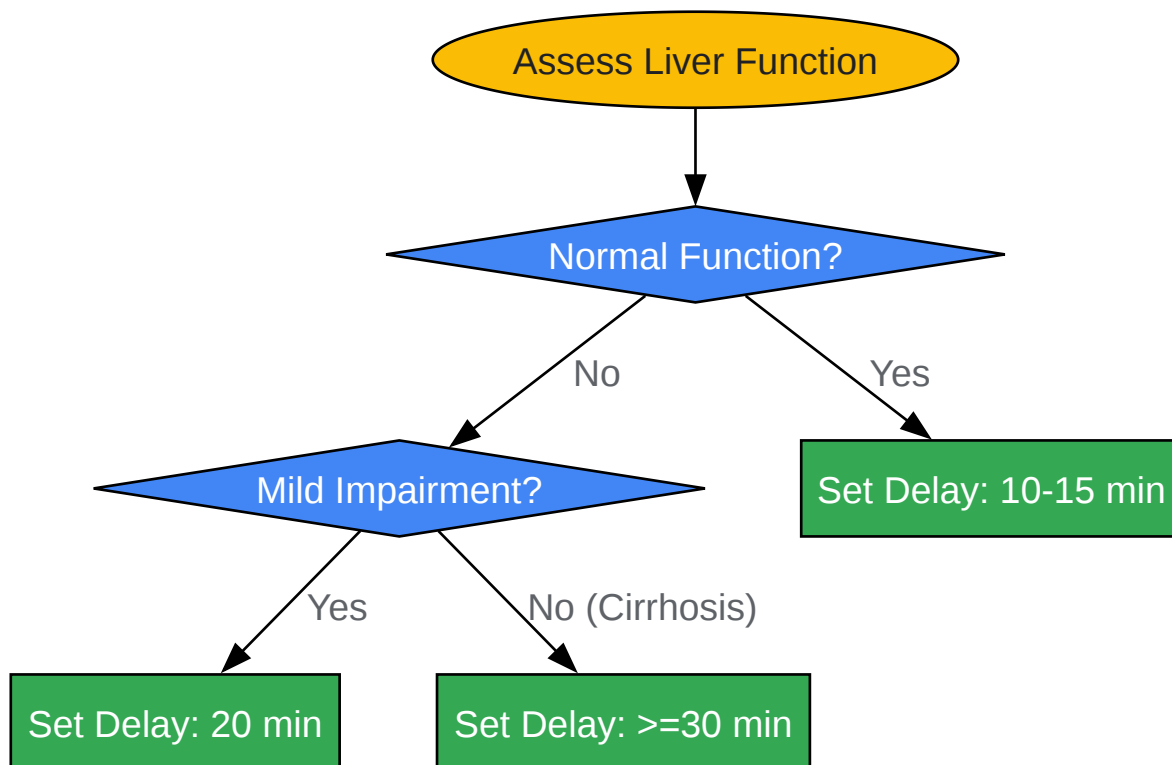 Assess Liver Function
Normal Function?
No
Yes
Mild Impairment?
Set Delay: 10-15 min
Yes
No (Cirrhosis)
Set Delay: 20 min
Set Delay: >=30 min